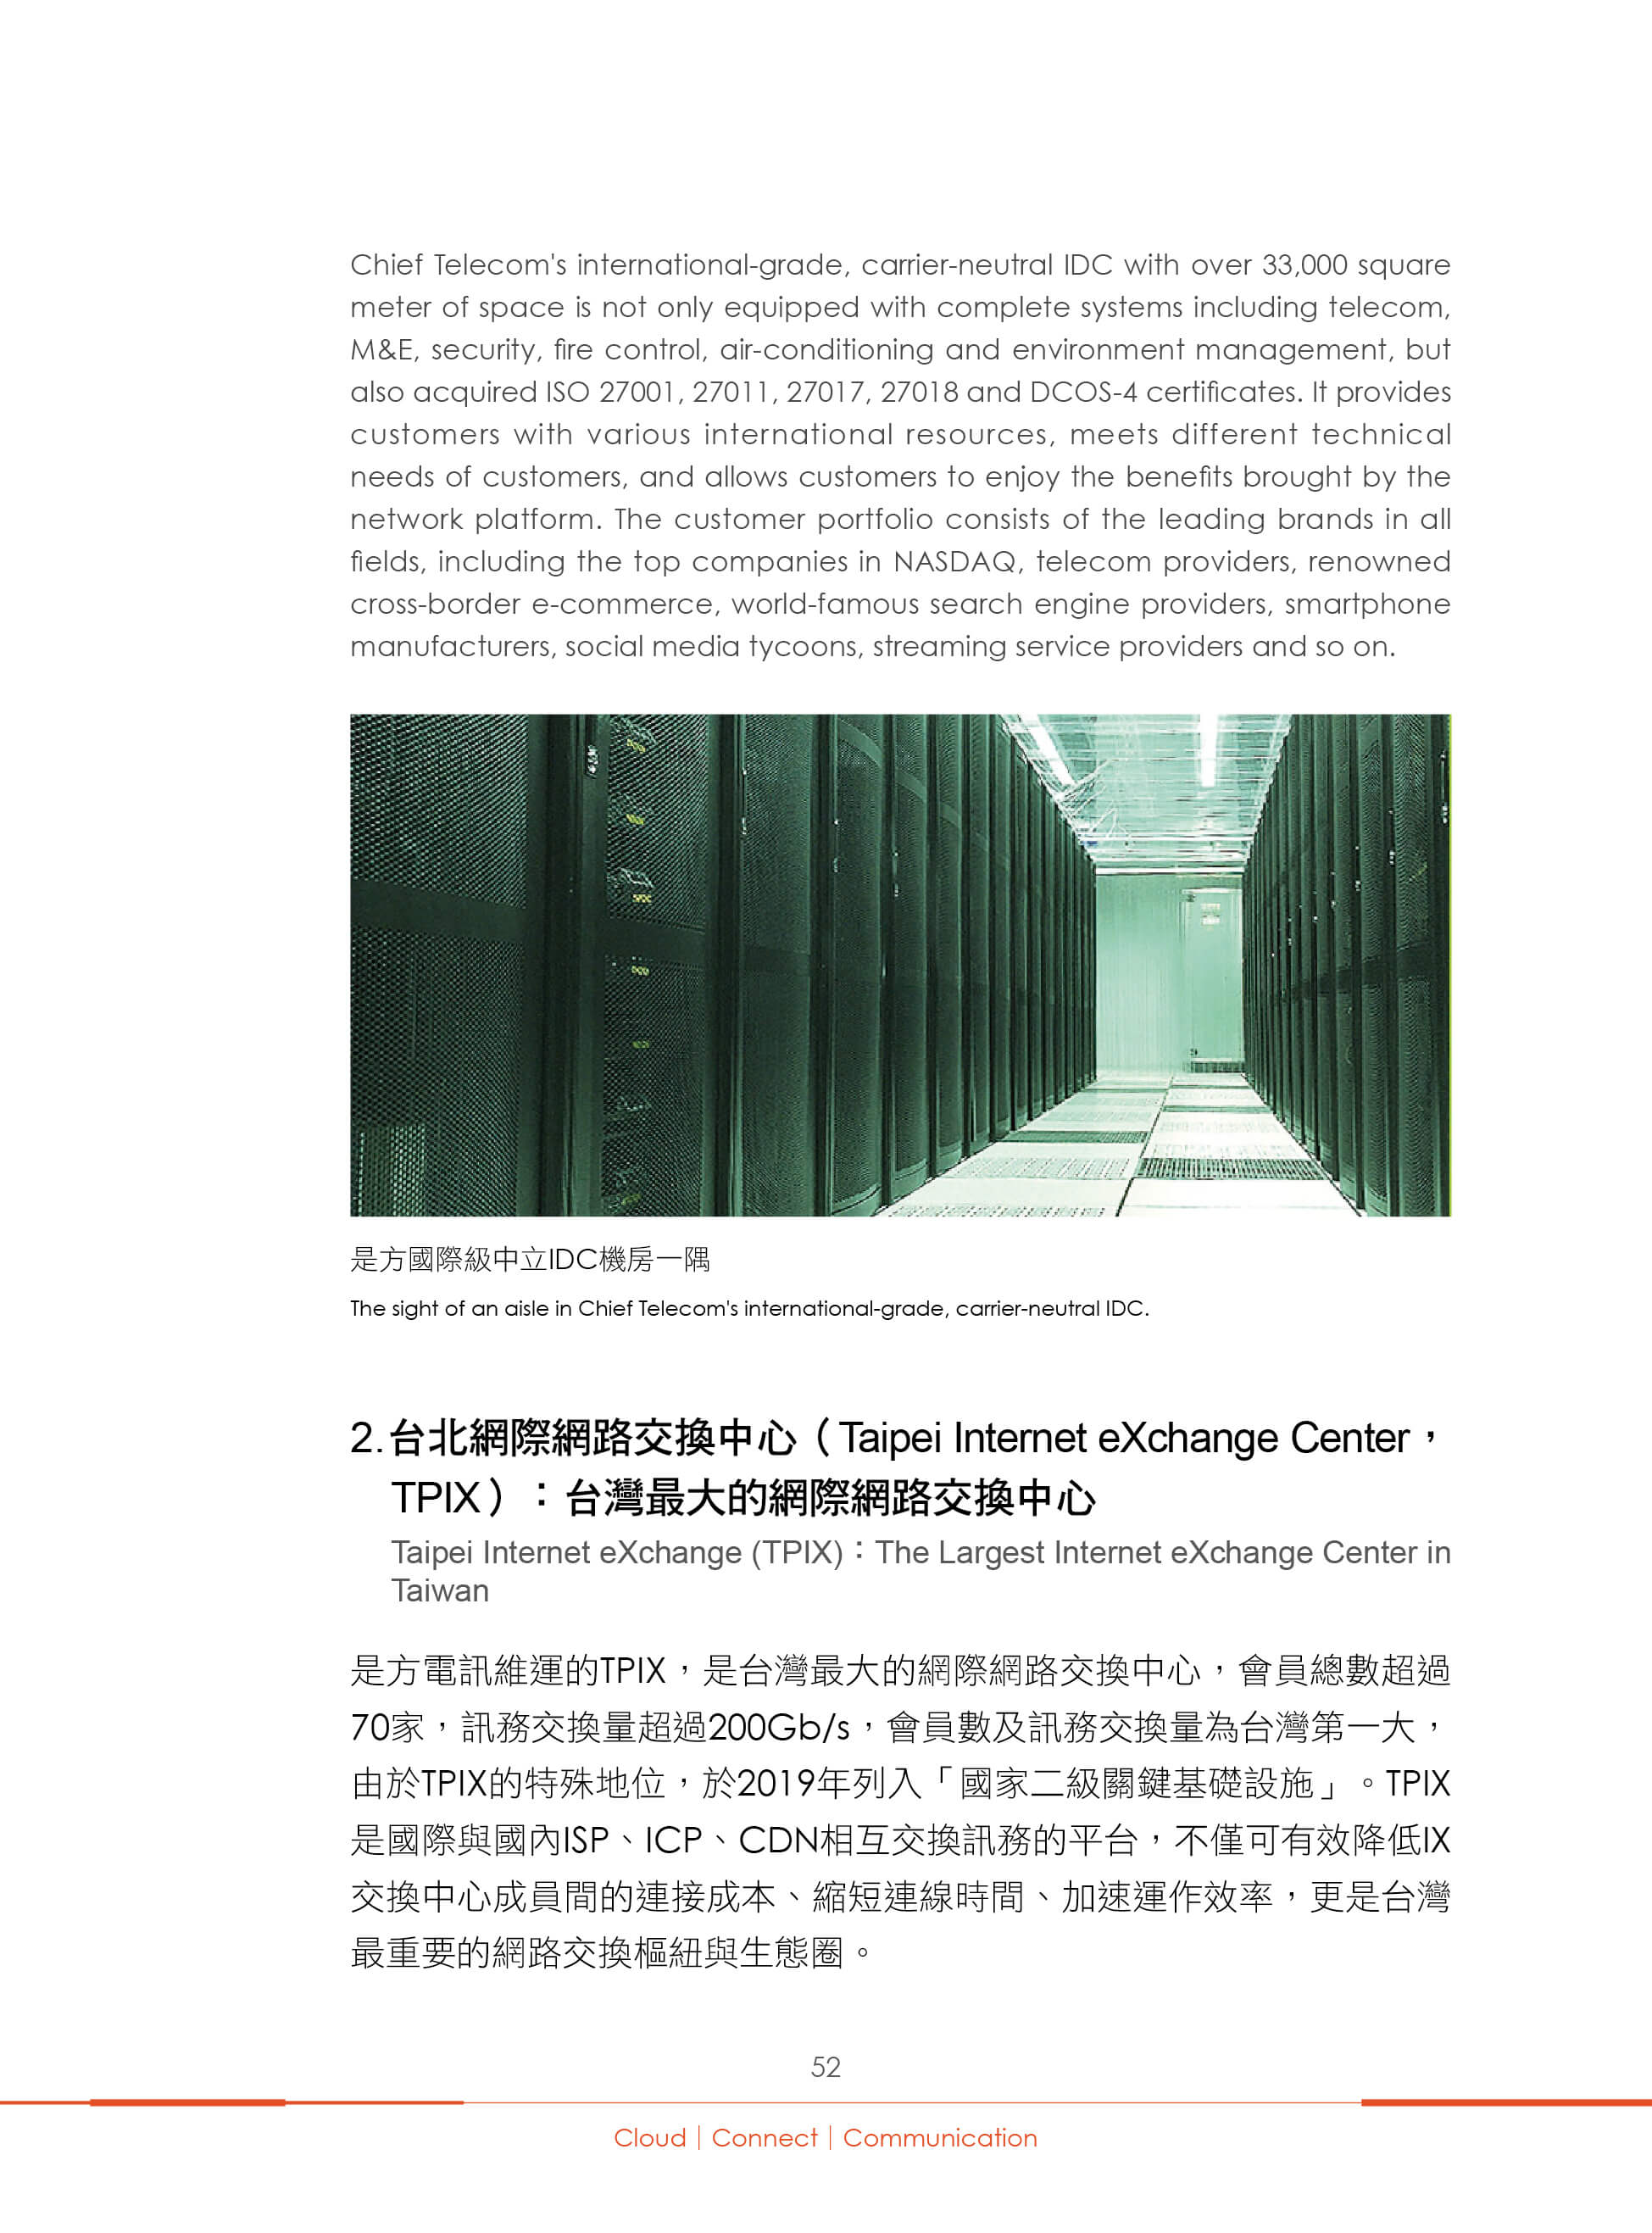 Chief Telecom's international-grade, carrier-neutral IDC with over 33,000 square
meter of space is not only equipped with complete systems including telecom,
M&E, security, fire control, air-conditioning and environment management, but
also acquired ISO 27001, 27011, 27017, 27018 and DCOS-4 certificates. It provides
customers with various international resources, meets different technical
needs of customers, and allows customers to enjoy the benefits brought by the
network platform. The customer portfolio consists of the leading brands in all
fields, including the top companies in NASDAQ, telecom providers, renowned
cross-border e-commerce, world-famous search engine providers, smartphone
manufacturers, social media tycoons, streaming service providers and so on.
是方國際級中立IDC機房一隅
The sight of an aisle in Chief Telecom's international-grade, carrier-neutral IDC.
2.台北網際網路交換中心（Taipei Internet eXchange Center，
TPIX）：台灣最大的網際網路交換中心
Taipei Internet eXchange (TPIX)：The Largest Internet eXchange Center in
Taiwan
是方電訊維運的TPIX，是台灣最大的網際網路交換中心，會員總數超過
70家，訊務交換量超過200Gb/s，會員數及訊務交換量為台灣第一大，
由於TPIX的特殊地位，於2019年列入「國家二級關鍵基礎設施」。TPIX
是國際與國內ISP、ICP、CDN相互交換訊務的平台，不僅可有效降低IX
交換中心成員間的連接成本、縮短連線時間、加速運作效率，更是台灣
最重要的網路交換樞紐與生態圈。
52
Cloud｜Connect｜Communication